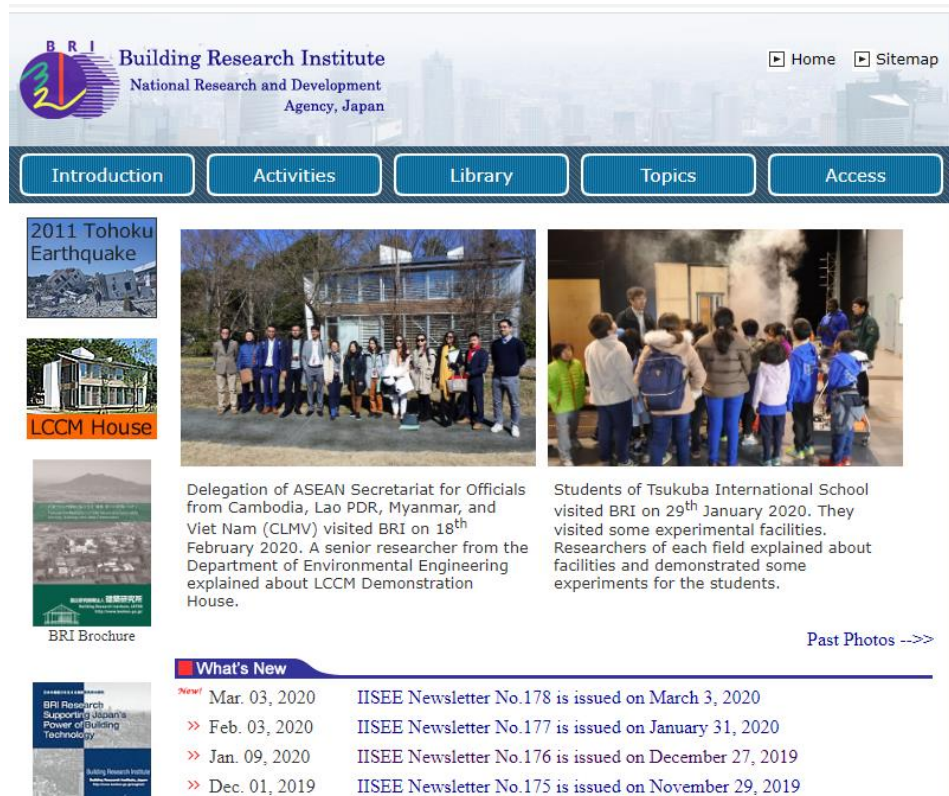 B R I
Building Research Institute
National Research and Development
Agency, Japan
Home
Sitemap
Introduction
Activities
Library
Topics
Access
2011 Tohoku
Earthquake
LCCM House
BRI Brochure
BRI Research
Supporting Japan's
Power of Building
Technology
Building Research Institute
Delegation of ASEAN Secretariat for Officials
from Cambodia, Lao PDR, Myanmar, and
Viet Nam (CLMV) visited BRI on 18th
February 2020. A senior researcher from the
Department of Environmental Engineering
explained about LCCM Demonstration
House.
Students of Tsukuba International School
visited BRI on 29th January 2020. They
visited some experimental facilities.
Researchers of each field explained about
facilities and demonstrated some
experiments for the students.
Past Photos -->>
What's New
New! Mar. 03, 2020 IISEE Newsletter No.178 is issued on March 3, 2020
>> Feb. 03, 2020 IISEE Newsletter No.177 is issued on January 31, 2020
>> Jan. 09, 2020 IISEE Newsletter No.176 is issued on December 27, 2019
>> Dec. 01, 2019 IISEE Newsletter No.175 is issued on November 29, 2019